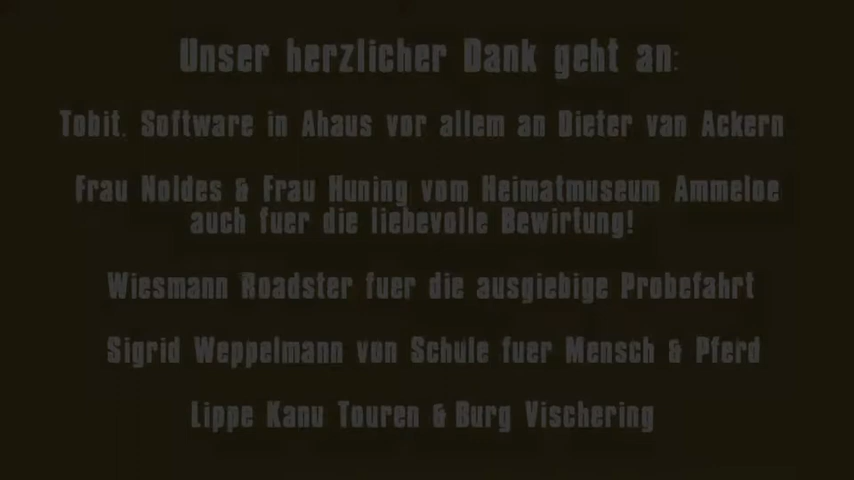 Unser herzlicher Dank geht an:
Tobit. Software in Ahaus vor allem an Dieter van Ackern
Frau Noldes & Frau Huning vom Heimatmuseum Ammeloe
auch fuer die liebevolle Bewirtung!
Wiesmann Roadster fuer die ausgiebige Probefahrt
Sigrid Weppelmann von Schule fuer Mensch & Pferd
Lippe Kanu Touren & Burg Vischering